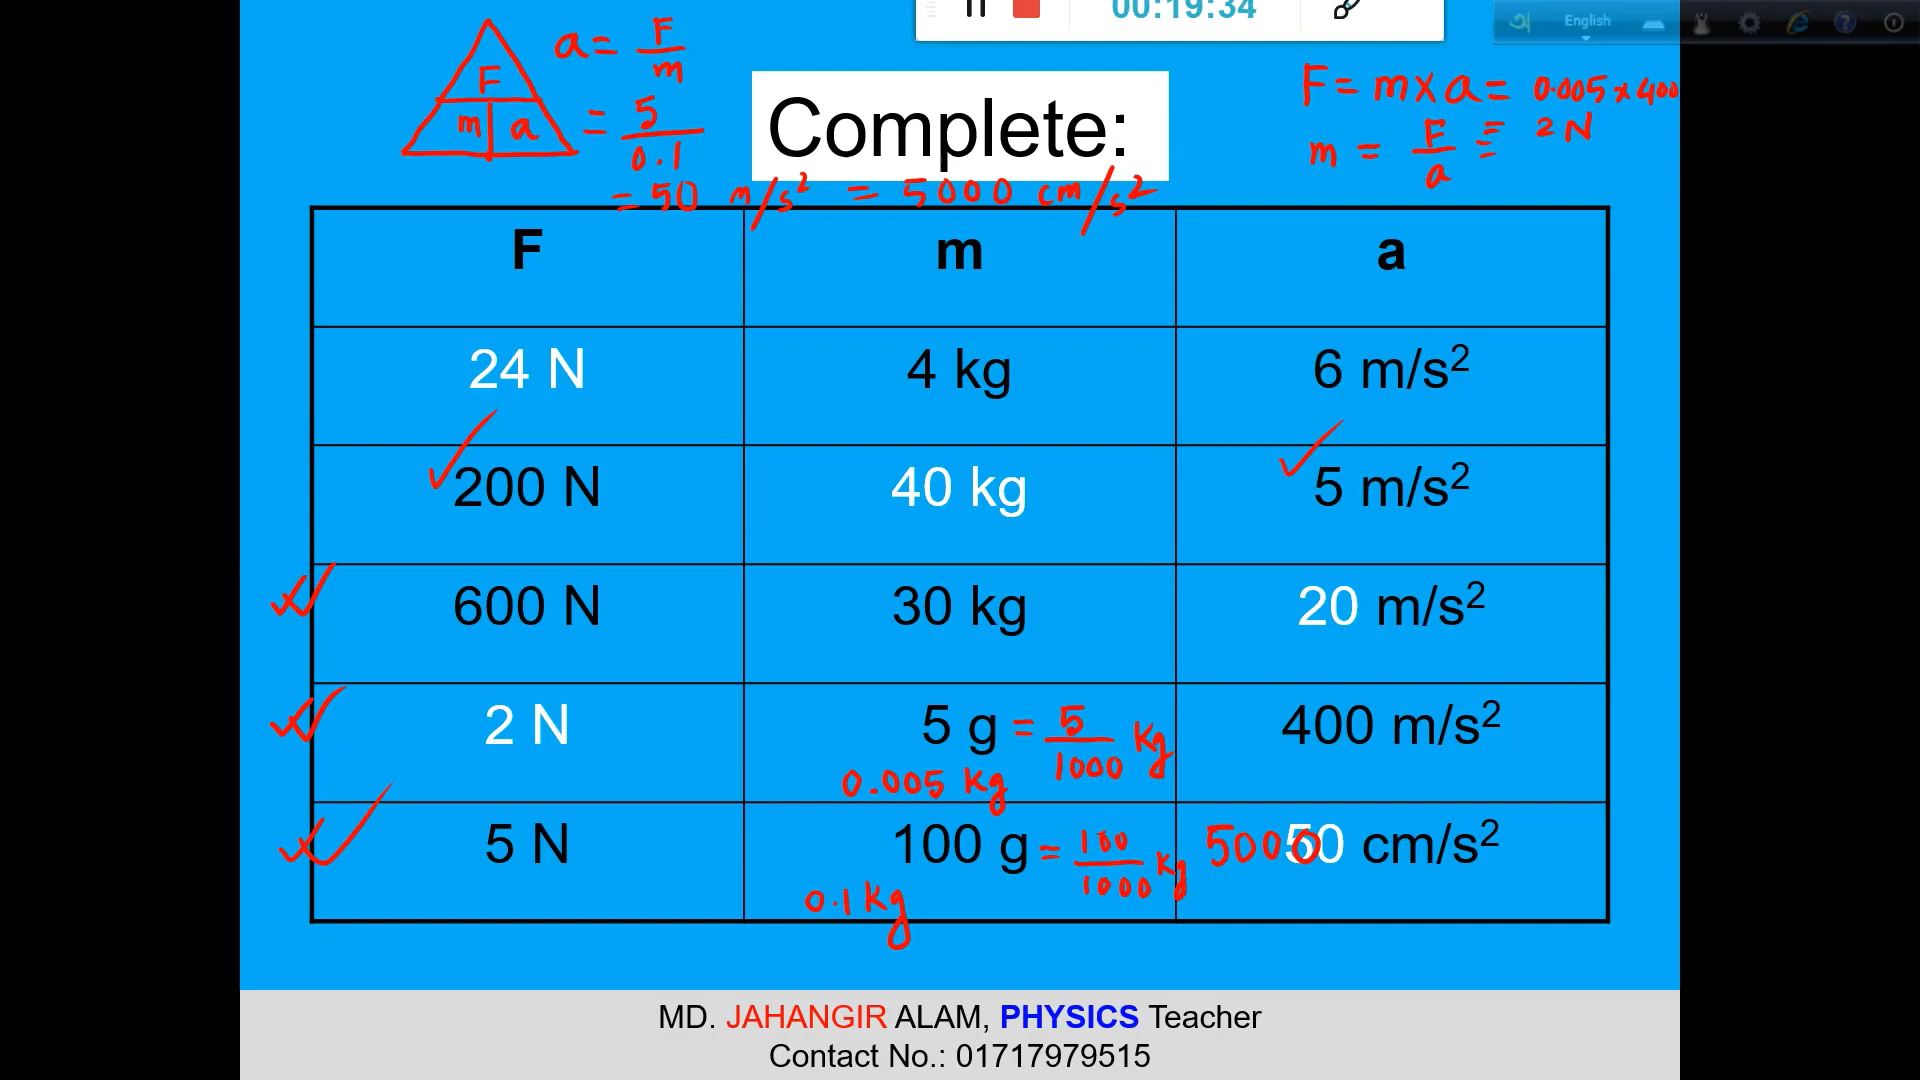 00:19:34
English
F
m a
a = F/m
= 5/0.1
= 50 m/s² = 5000 cm/s²
Complete:
F = m x a = 0.005 x 400
= 2 N
m = F/a
F m a
24 N 4 kg 6 m/s²
200 N 40 kg 5 m/s²
600 N 30 kg 20 m/s²
2 N 5 g = 5/1000 kg 400 m/s²
0.005 kg
5 N 100 g = 100/1000 kg 5000 50 cm/s²
0.1 kg
MD. JAHANGIR ALAM, PHYSICS Teacher
Contact No.: 01717979515